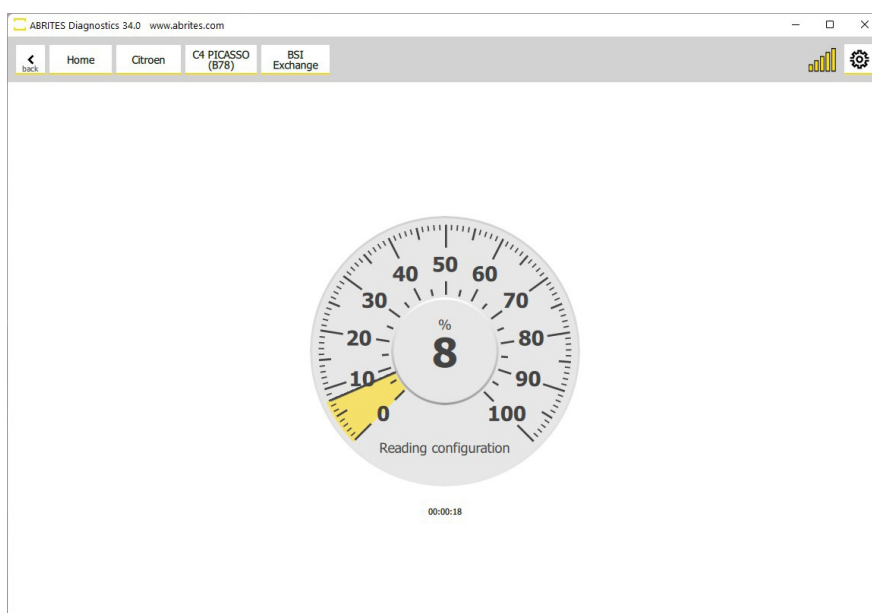 ABRITES Diagnostics 34.0 www.abrites.com
back
Home
Citroen
C4 PICASSO
(B78)
BSI
Exchange
0
10
20
30
40
50
60
70
80
90
100
%
8
Reading configuration
00:00:18